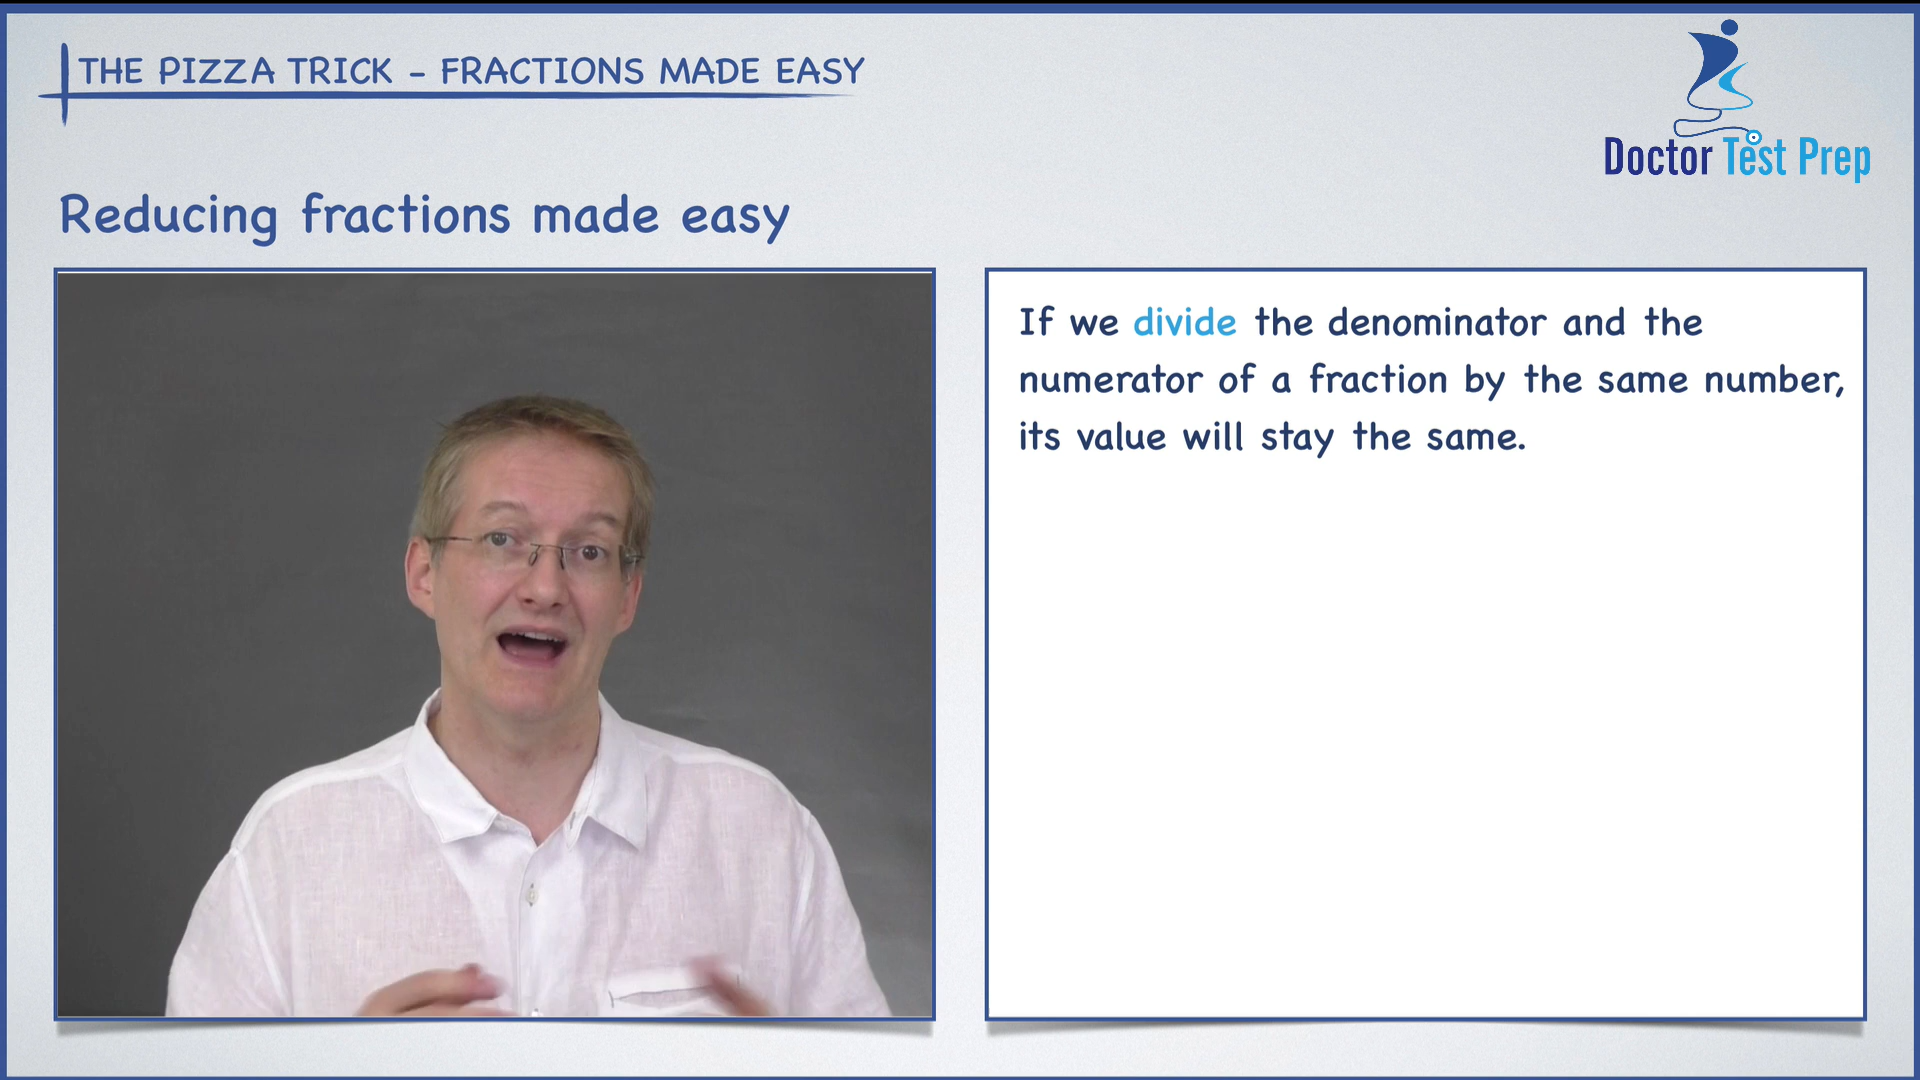 THE PIZZA TRICK - FRACTIONS MADE EASY
Doctor Test Prep
Reducing fractions made easy
If we divide the denominator and the
numerator of a fraction by the same number,
its value will stay the same.